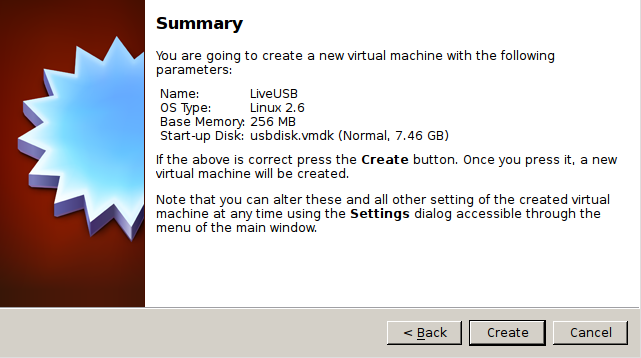 Summary
You are going to create a new virtual machine with the following
parameters:
Name: LiveUSB
OS Type: Linux 2.6
Base Memory: 256 MB
Start-up Disk: usbdisk.vmdk (Normal, 7.46 GB)
If the above is correct press the Create button. Once you press it, a new
virtual machine will be created.
Note that you can alter these and all other setting of the created virtual
machine at any time using the Settings dialog accessible through the
menu of the main window.
< Back Create Cancel